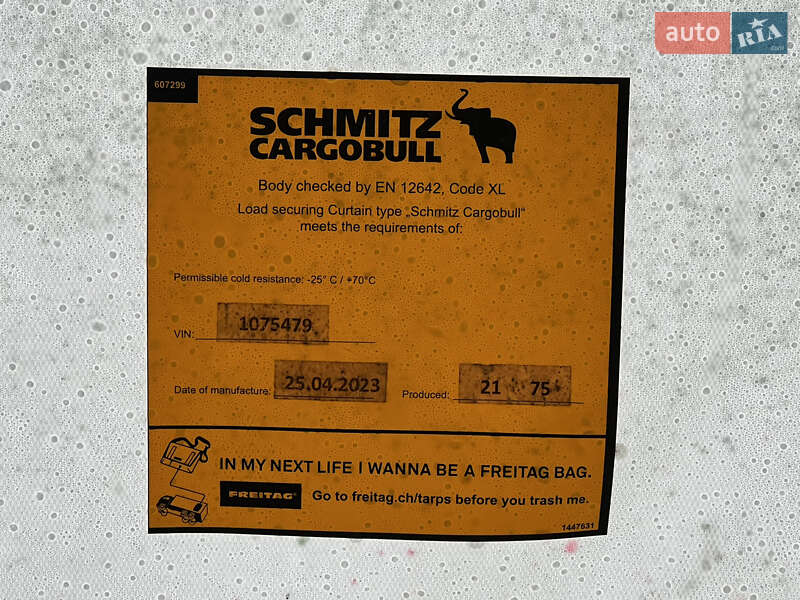 auto RIA .com
607299
SCHMITZ
CARGOBULL
Body checked by EN 12642, Code XL
Load securing Curtain type „Schmitz Cargobull“
meets the requirements of:
Permissible cold resistance: -25° C / +70°C
VIN: 1075479
Date of manufacture: 25.04.2023 Produced: 21 75
IN MY NEXT LIFE I WANNA BE A FREITAG BAG.
FREITAG® Go to freitag.ch/tarps before you trash me.
1447631